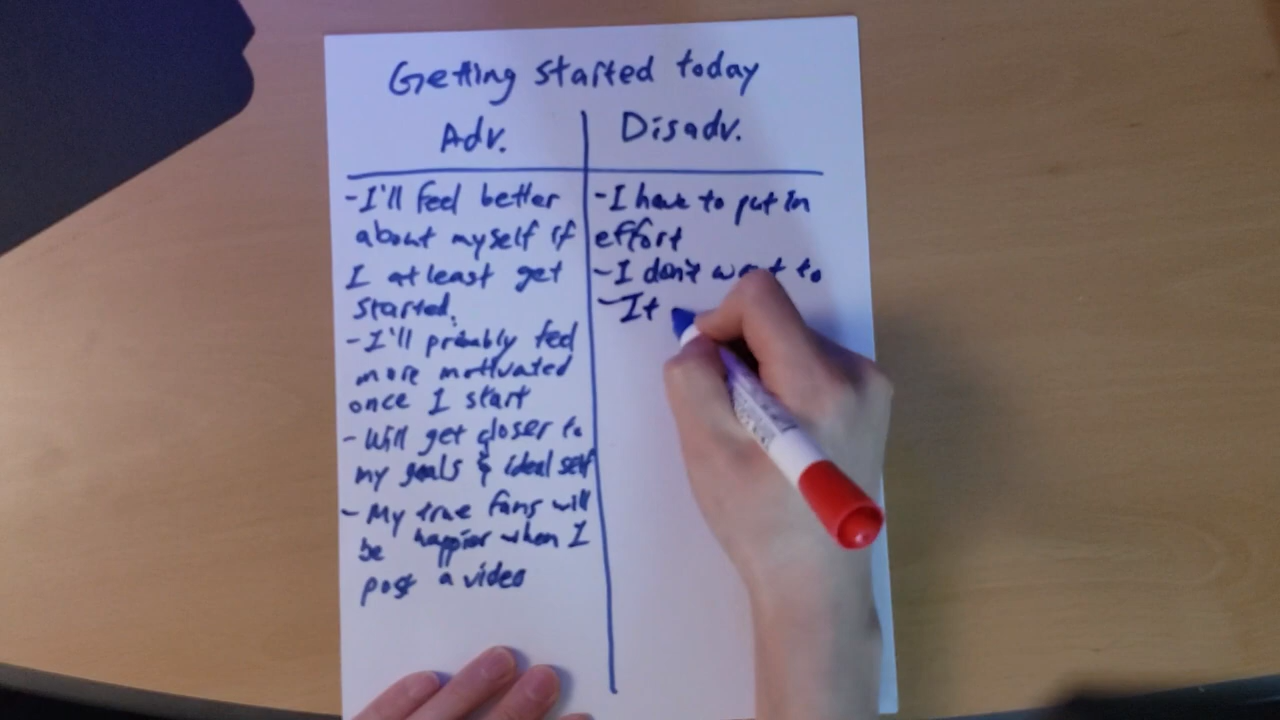 Getting started today
Adv.
Disadv.
-I'll feel better
about myself if
I at least get
started.
-I'll probably feel
more motivated
once I start
-Will get closer to
my goals & ideal self
-My true fans will
be happier when I
post a video
-I have to put in
effort
-I don't want to
-It